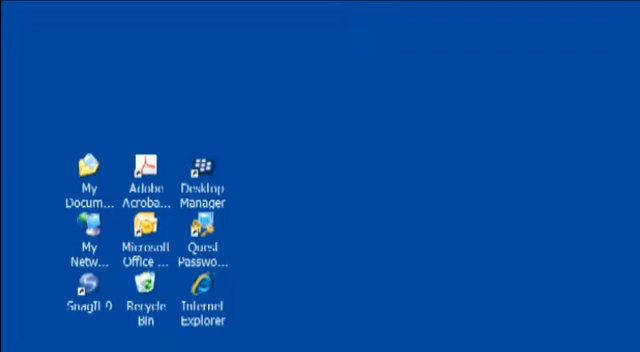 My
Docum...
Adobe
Acroba...
Desktop
Manager
My
Netw...
Microsoft
Office ...
Quest
Passwo...
SnagIt 9
Recycle
Bin
Internet
Explorer